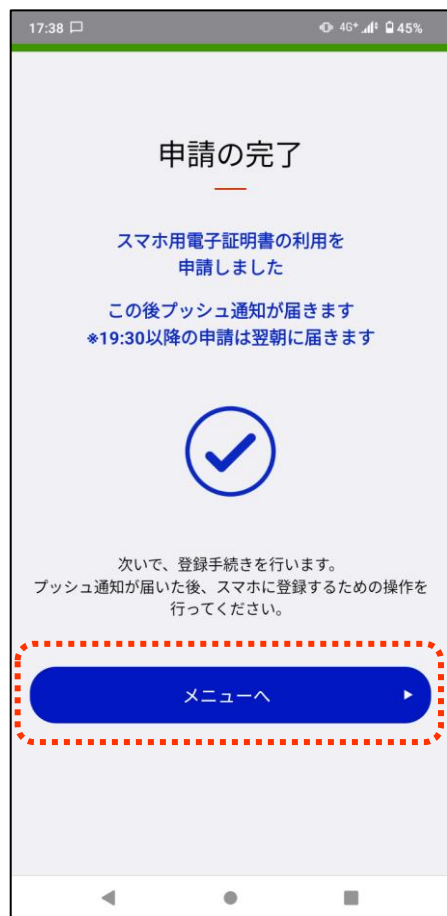 17:38 4G+ 45%
申請の完了
スマホ用電子証明書の利用を
申請しました
この後プッシュ通知が届きます
※19:30以降の申請は翌朝に届きます
次いで、登録手続きを行います。
プッシュ通知が届いた後、スマホに登録するための操作を
行ってください。
メニューへ